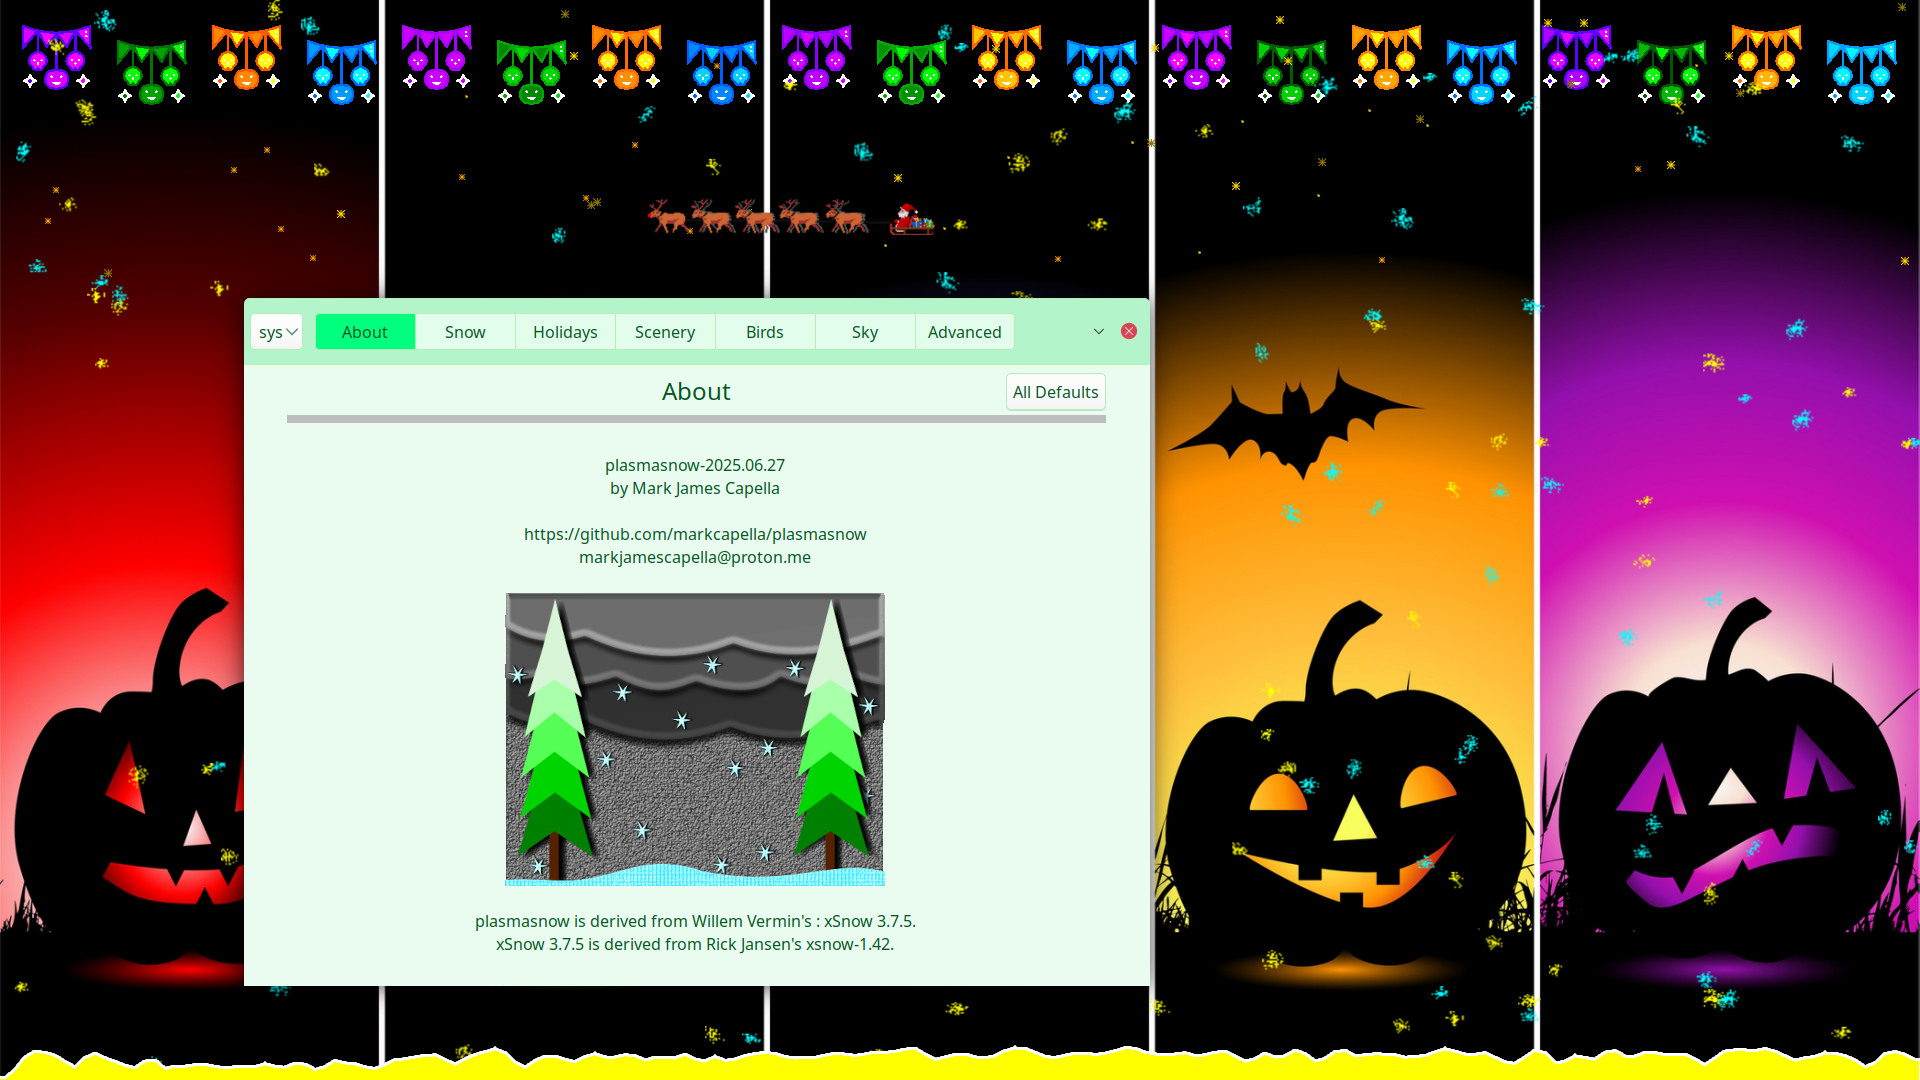 sys About Snow Holidays Scenery Birds Sky Advanced
About
All Defaults
plasmasnow-2025.06.27
by Mark James Capella
https://github.com/markcapella/plasmasnow
markjamescapella@proton.me
plasmasnow is derived from Willem Vermin's : xSnow 3.7.5.
xSnow 3.7.5 is derived from Rick Jansen's xsnow-1.42.